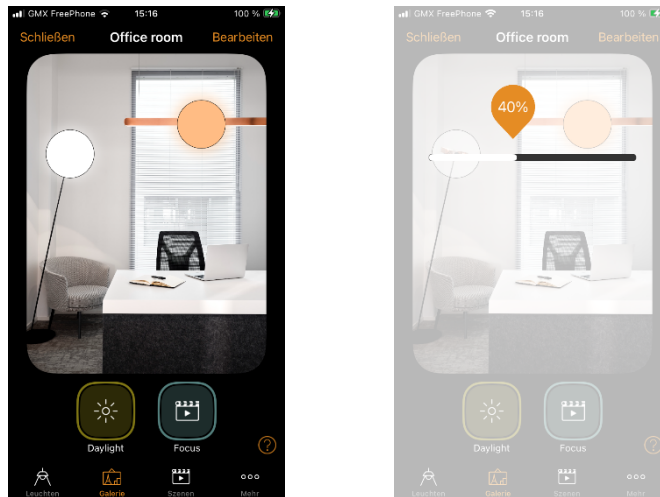 GMX FreePhone 15:16 100 %
Schließen Office room Bearbeiten
Daylight Focus
?
Leuchten Galerie Szenen Mehr
GMX FreePhone 15:16 100 %
Schließen Office room Bearbeiten
40%
Daylight Focus
?
Leuchten Galerie Szenen Mehr